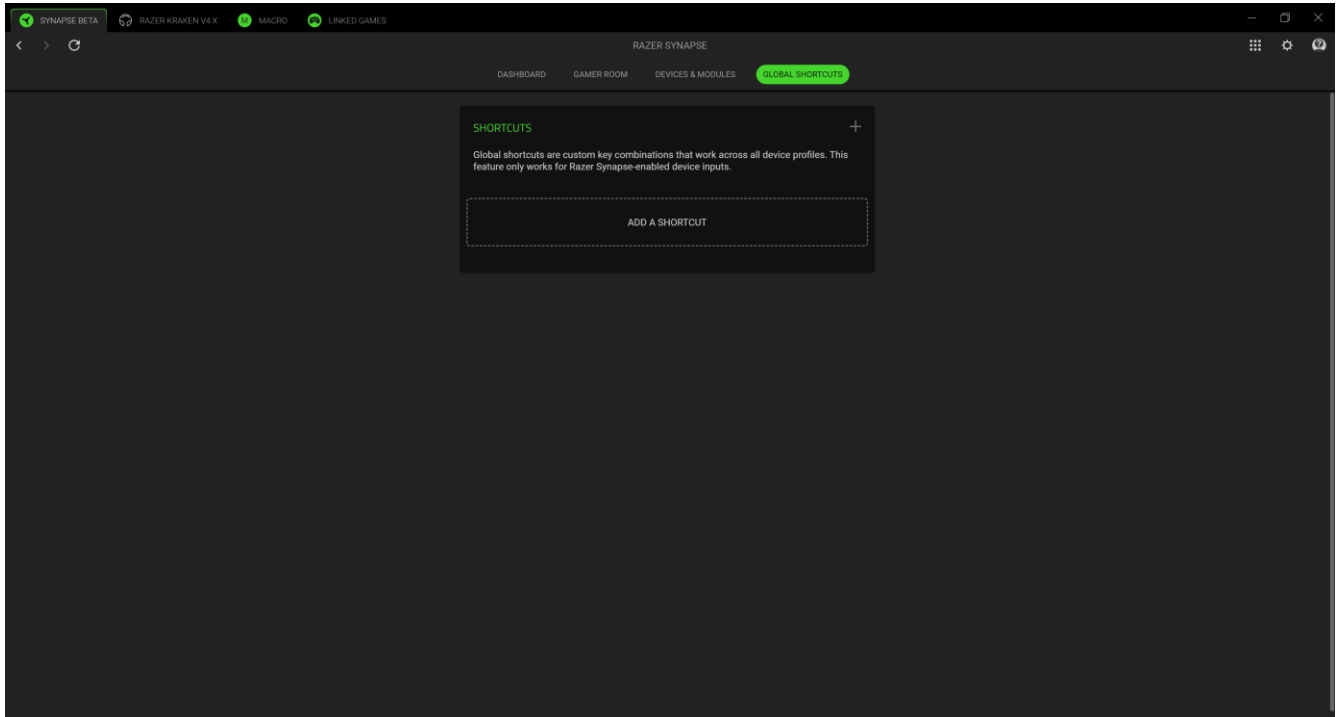 SYNAPSE BETA
RAZER KRAKEN V4 X
M MACRO
LINKED GAMES
RAZER SYNAPSE
DASHBOARD
GAMER ROOM
DEVICES & MODULES
GLOBAL SHORTCUTS
SHORTCUTS
Global shortcuts are custom key combinations that work across all device profiles. This
feature only works for Razer Synapse-enabled device inputs.
ADD A SHORTCUT